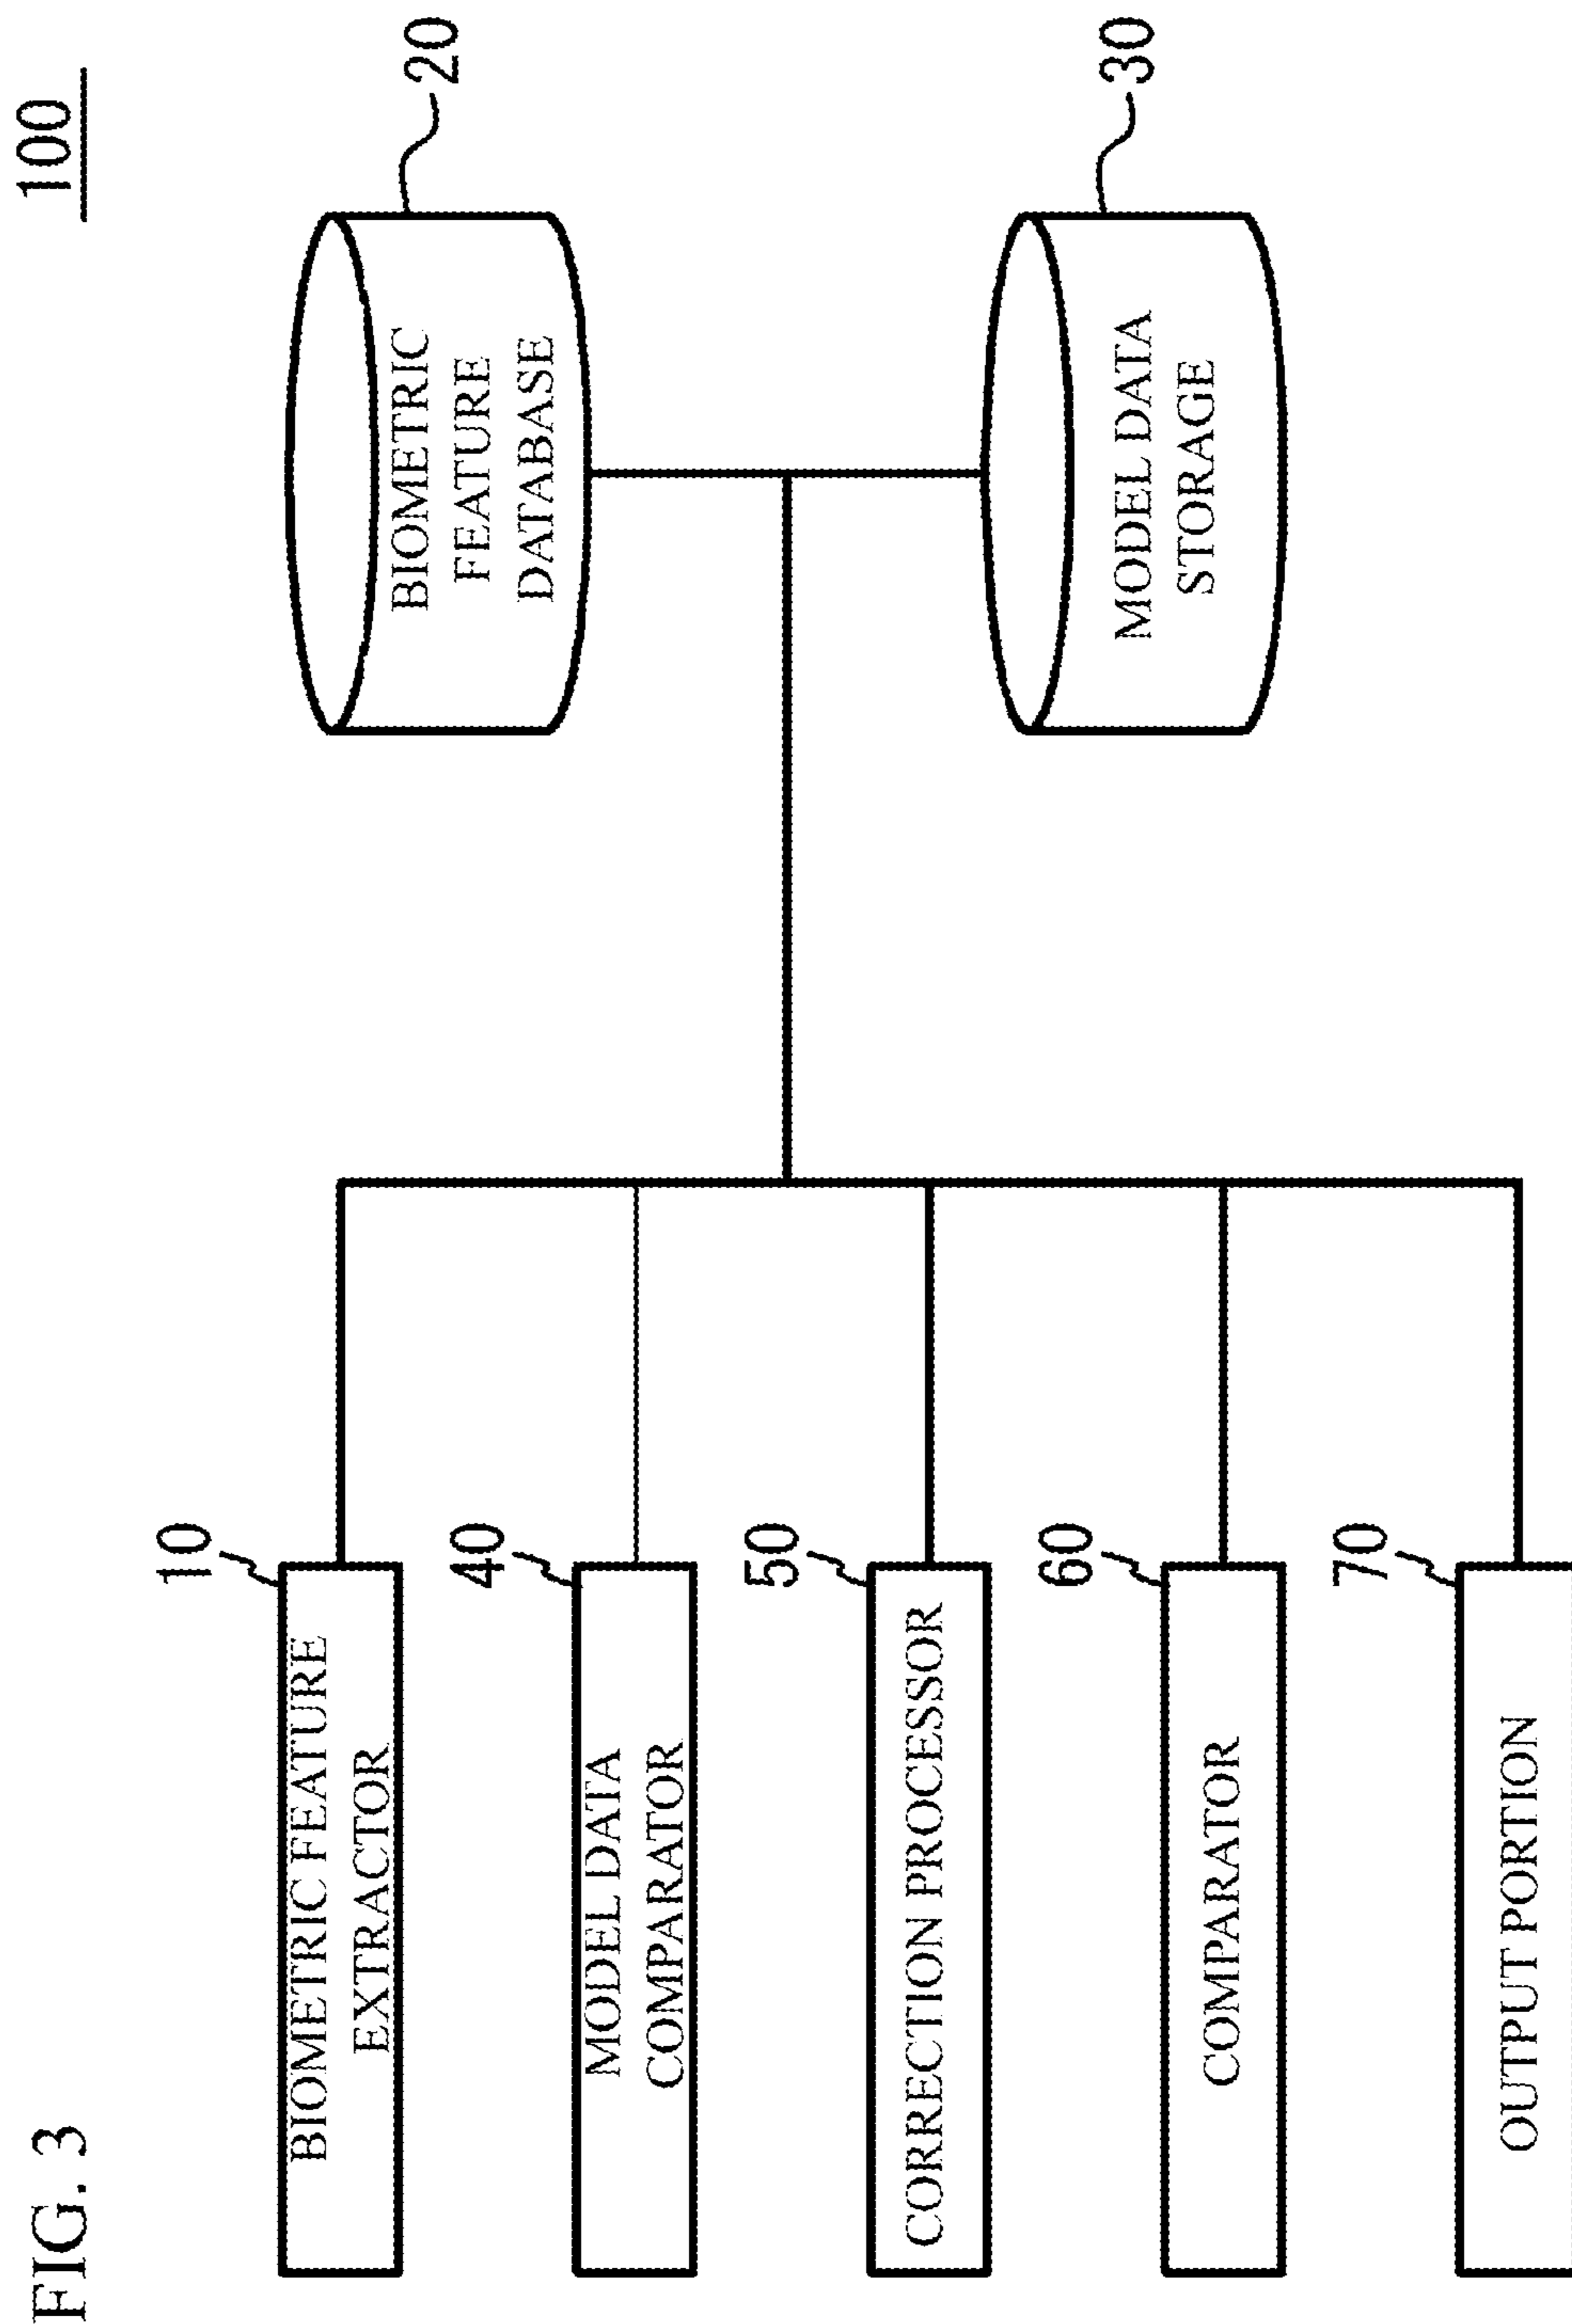 FIG. 3
100
BIOMETRIC FEATURE
EXTRACTOR
10
MODEL DATA
COMPARATOR
40
CORRECTION PROCESSOR
50
COMPARATOR
60
OUTPUT PORTION
70
BIOMETRIC
FEATURE
DATABASE
20
MODEL DATA
STORAGE
30